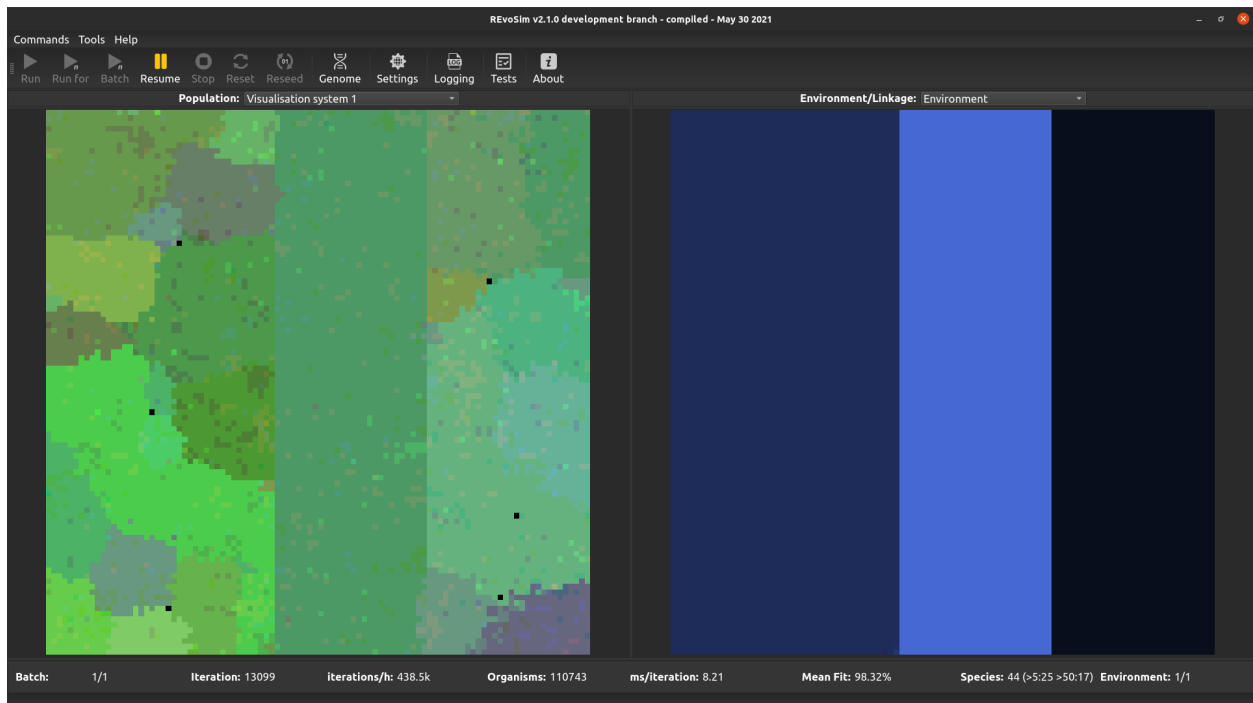 REvoSim v2.1.0 development branch - compiled - May 30 2021
Commands Tools Help
Run Run for Batch Resume Stop Reset Reseed Genome Settings Logging Tests About
Population: Visualisation system 1 Environment/Linkage: Environment
Batch: 1/1 Iteration: 13099 iterations/h: 438.5k Organisms: 110743 ms/iteration: 8.21 Mean Fit: 98.32% Species: 44 (>5:25 >50:17) Environment: 1/1